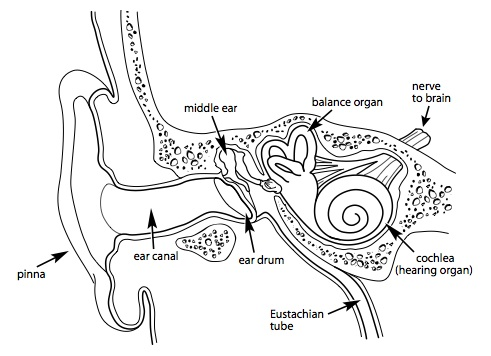 nerve
to brain
middle ear
balance organ
ear canal
ear drum
cochlea
(hearing organ)
pinna
Eustachian
tube